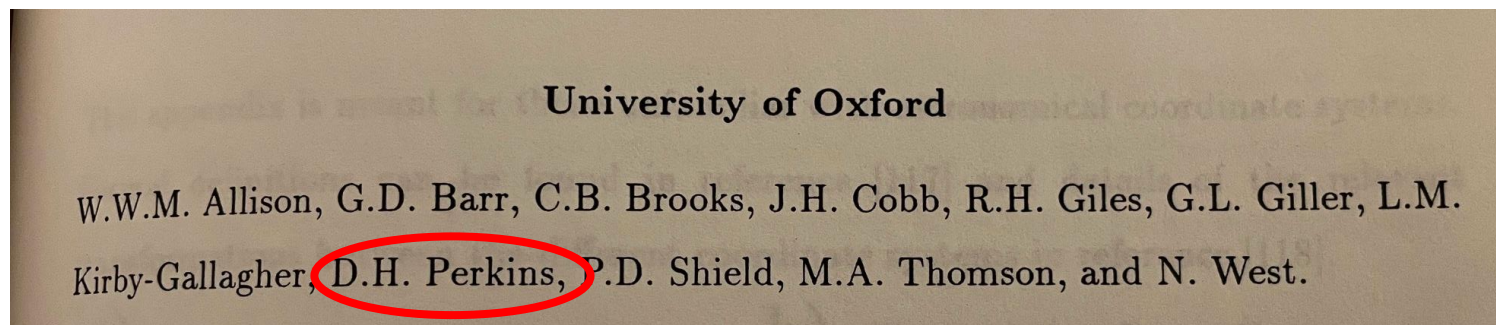 University of Oxford
W.W.M. Allison, G.D. Barr, C.B. Brooks, J.H. Cobb, R.H. Giles, G.L. Giller, L.M.
Kirby-Gallagher, D.H. Perkins, P.D. Shield, M.A. Thomson, and N. West.